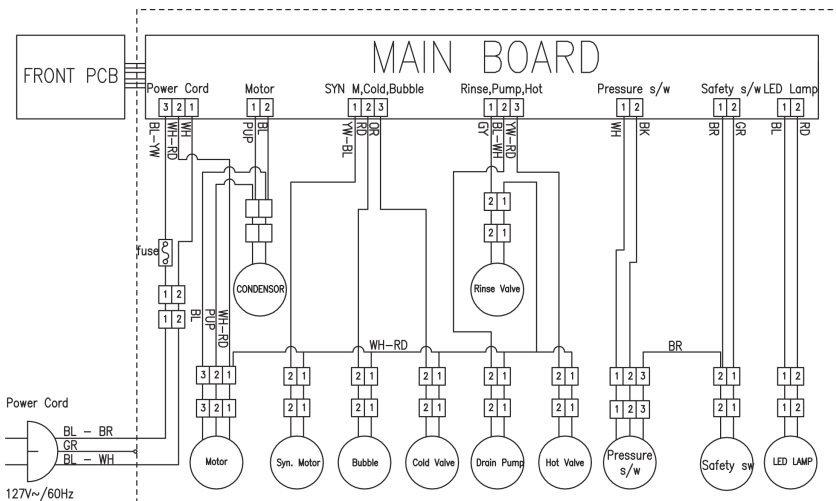 MAIN BOARD
FRONT PCB
Power Cord Motor SYN M,Cold,Bubble Rinse,Pump,Hot Pressure s/w Safety s/w LED Lamp
3 2 1 1 2 1 2 3 1 2 3 1 2 1 2 1 2
BL-YW WH-RD WH PUP BL YW-BL RD OR GY BL-WH YW-RD WH BK BR GR BL RD
2 1
2 1
fuse
CONDENSOR
Rinse Valve
1 2
1 2
BL PUP WH-RD
WH-RD
BR
3 2 1 2 1 2 1 2 1 2 1 2 1 1 2 3 2 1 1 2
3 2 1 2 1 2 1 2 1 2 1 2 1 1 2 3 2 1 1 2
Motor Syn. Motor Bubble Cold Valve Drain Pump Hot Valve Pressure s/w Safety sw LED LAMP
Power Cord
BL - BR
GR
BL - WH
127V~/60Hz